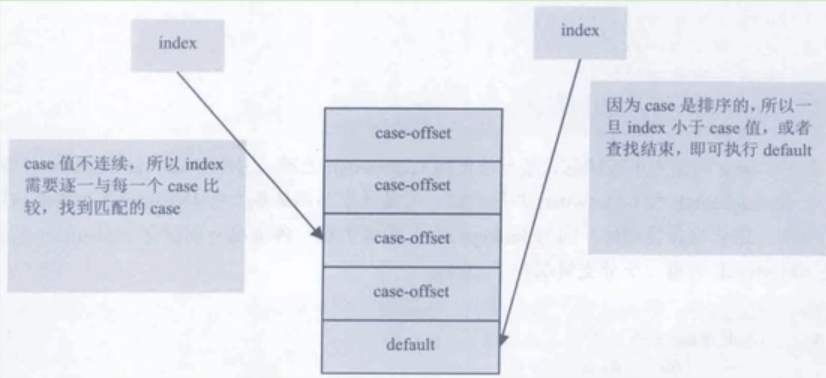 index
index
因为 case 是排序的，所以一
旦 index 小于 case 值，或者
查找结束，即可执行 default
case 值不连续，所以 index
需要逐一与每一个 case 比
较，找到匹配的 case
case-offset
case-offset
case-offset
case-offset
default